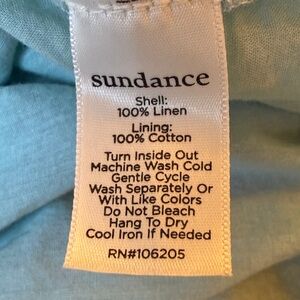 sundance
Shell:
100% Linen
Lining:
100% Cotton
Turn Inside Out
Machine Wash Cold
Gentle Cycle
Wash Separately Or
With Like Colors
Do Not Bleach
Hang To Dry
Cool Iron If Needed
RN#106205